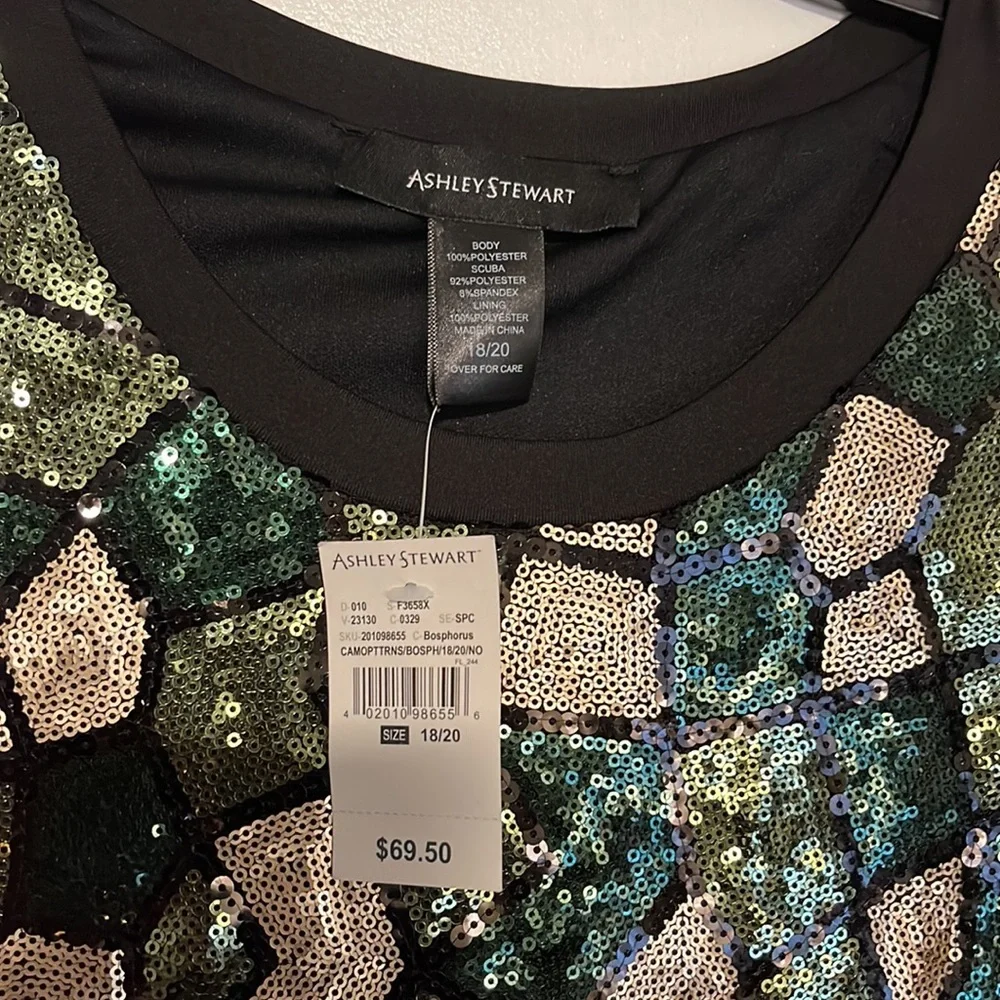 ASHLEY STEWART
BODY
100%POLYESTER
SCUBA
92%POLYESTER
8%SPANDEX
LINING
100%POLYESTER
MADE IN CHINA
18/20
OVER FOR CARE
ASHLEY STEWART
D-010 S-F3658X
V-23130 C-0329 SE-SPC
SKU-201098655 C-Bosphorus
CAMOPTTRNS/BOSPH/18/20/NO
FL_244
4 02010 98655 6
SIZE 18/20
$69.50